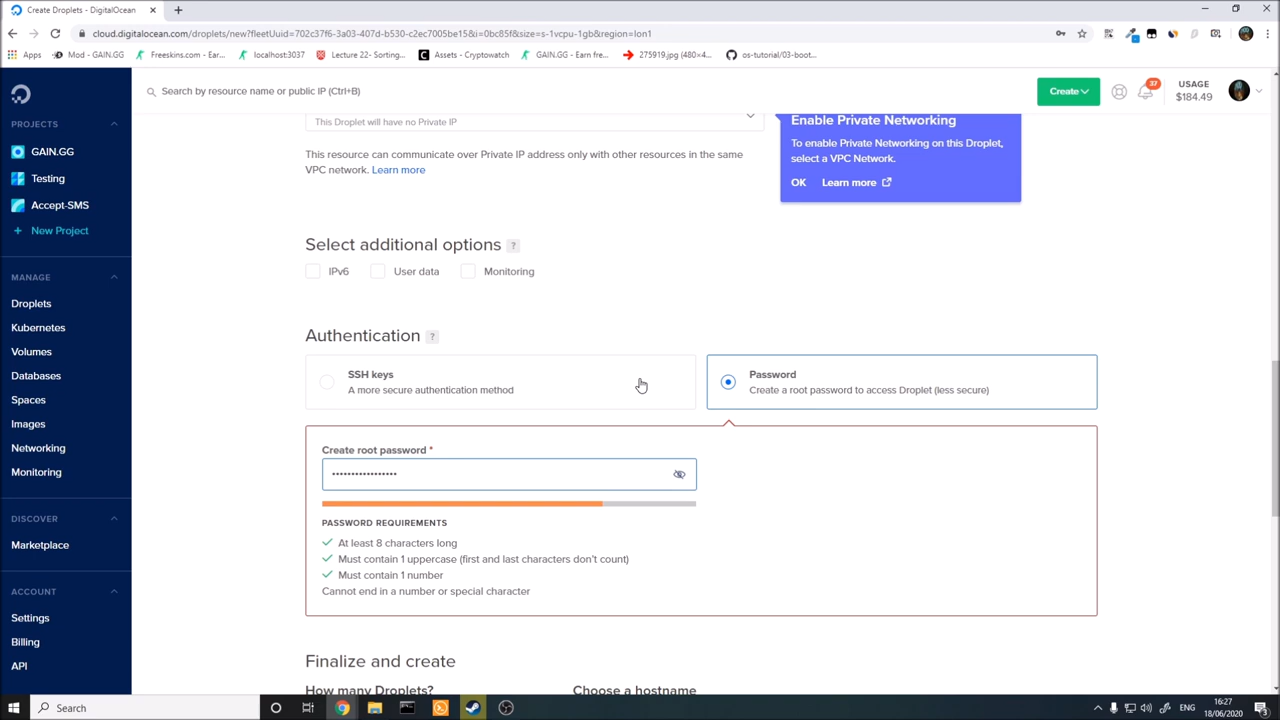 Create Droplets - DigitalOcean
cloud.digitalocean.com/droplets/new?fleetUuid=702c37f6-3a03-407d-b530-c2ec7005be15&i=0bc85f&size=s-1vcpu-1gb&region=lon1
Apps
Mod - GAIN.GG
Freeskins.com - Ear...
localhost:3037
Lecture 22- Sorting...
Assets - Cryptowatch
GAIN.GG - Earn fre...
275919.jpg (480×4...
os-tutorial/03-boot...
Search by resource name or public IP (Ctrl+B)
Create
37
USAGE
$184.49
PROJECTS
GAIN.GG
Testing
Accept-SMS
+ New Project
MANAGE
Droplets
Kubernetes
Volumes
Databases
Spaces
Images
Networking
Monitoring
DISCOVER
Marketplace
ACCOUNT
Settings
Billing
API
This Droplet will have no Private IP
This resource can communicate over Private IP address only with other resources in the same
VPC network. Learn more
Enable Private Networking
To enable Private Networking on this Droplet,
select a VPC Network.
OK Learn more
Select additional options ?
IPv6 User data Monitoring
Authentication ?
SSH keys
A more secure authentication method
Password
Create a root password to access Droplet (less secure)
Create root password *
•••••••••••••••••
PASSWORD REQUIREMENTS
At least 8 characters long
Must contain 1 uppercase (first and last characters don't count)
Must contain 1 number
Cannot end in a number or special character
Finalize and create
How many Droplets?
Choose a hostname
Search
ENG
16:27
18/06/2020
3